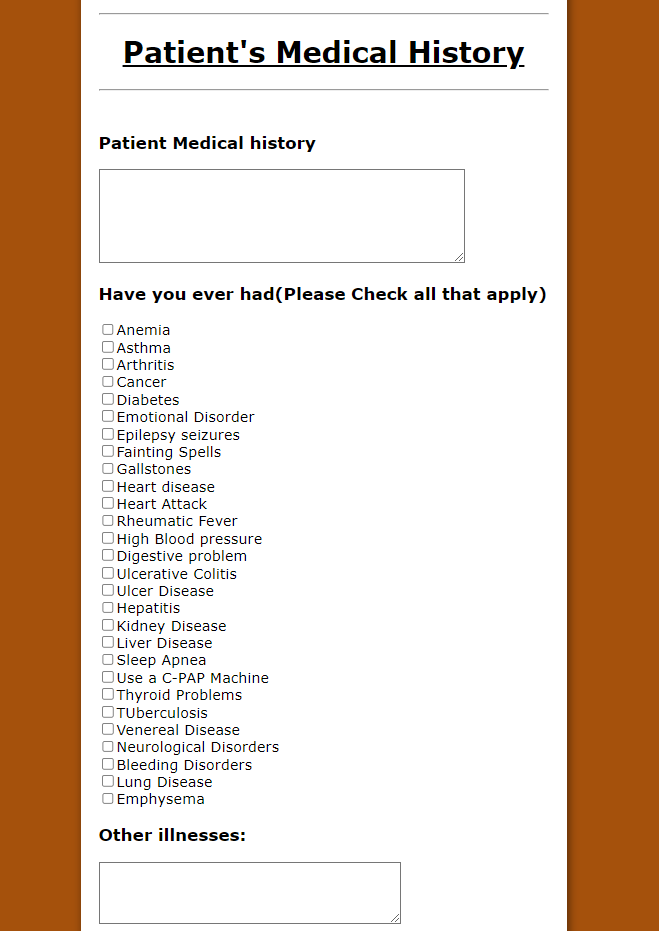 Patient's Medical History
Patient Medical history
Have you ever had(Please Check all that apply)
Anemia
Asthma
Arthritis
Cancer
Diabetes
Emotional Disorder
Epilepsy seizures
Fainting Spells
Gallstones
Heart disease
Heart Attack
Rheumatic Fever
High Blood pressure
Digestive problem
Ulcerative Colitis
Ulcer Disease
Hepatitis
Kidney Disease
Liver Disease
Sleep Apnea
Use a C-PAP Machine
Thyroid Problems
TUberculosis
Venereal Disease
Neurological Disorders
Bleeding Disorders
Lung Disease
Emphysema
Other illnesses: